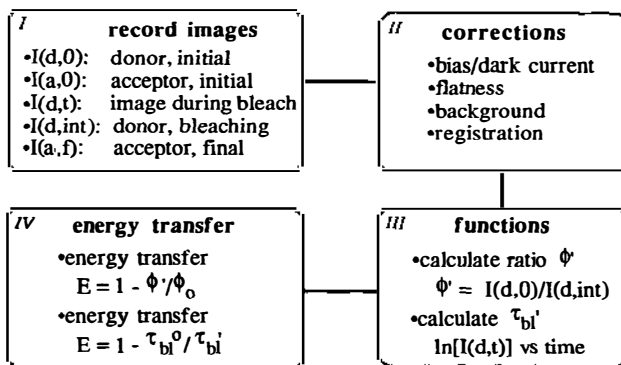 I record images
•I(d,0): donor, initial
•I(a,0): acceptor, initial
•I(d,t): image during bleach
•I(d,int): donor, bleaching
•I(a,f): acceptor, final
II corrections
•bias/dark current
•flatness
•background
•registration
III functions
•calculate ratio ϕ'
ϕ' = I(d,0)/I(d,int)
•calculate τbl'
ln[I(d,t)] vs time
IV energy transfer
•energy transfer
E = 1 - ϕ'/ϕo
•energy transfer
E = 1 - τblo/τbl'